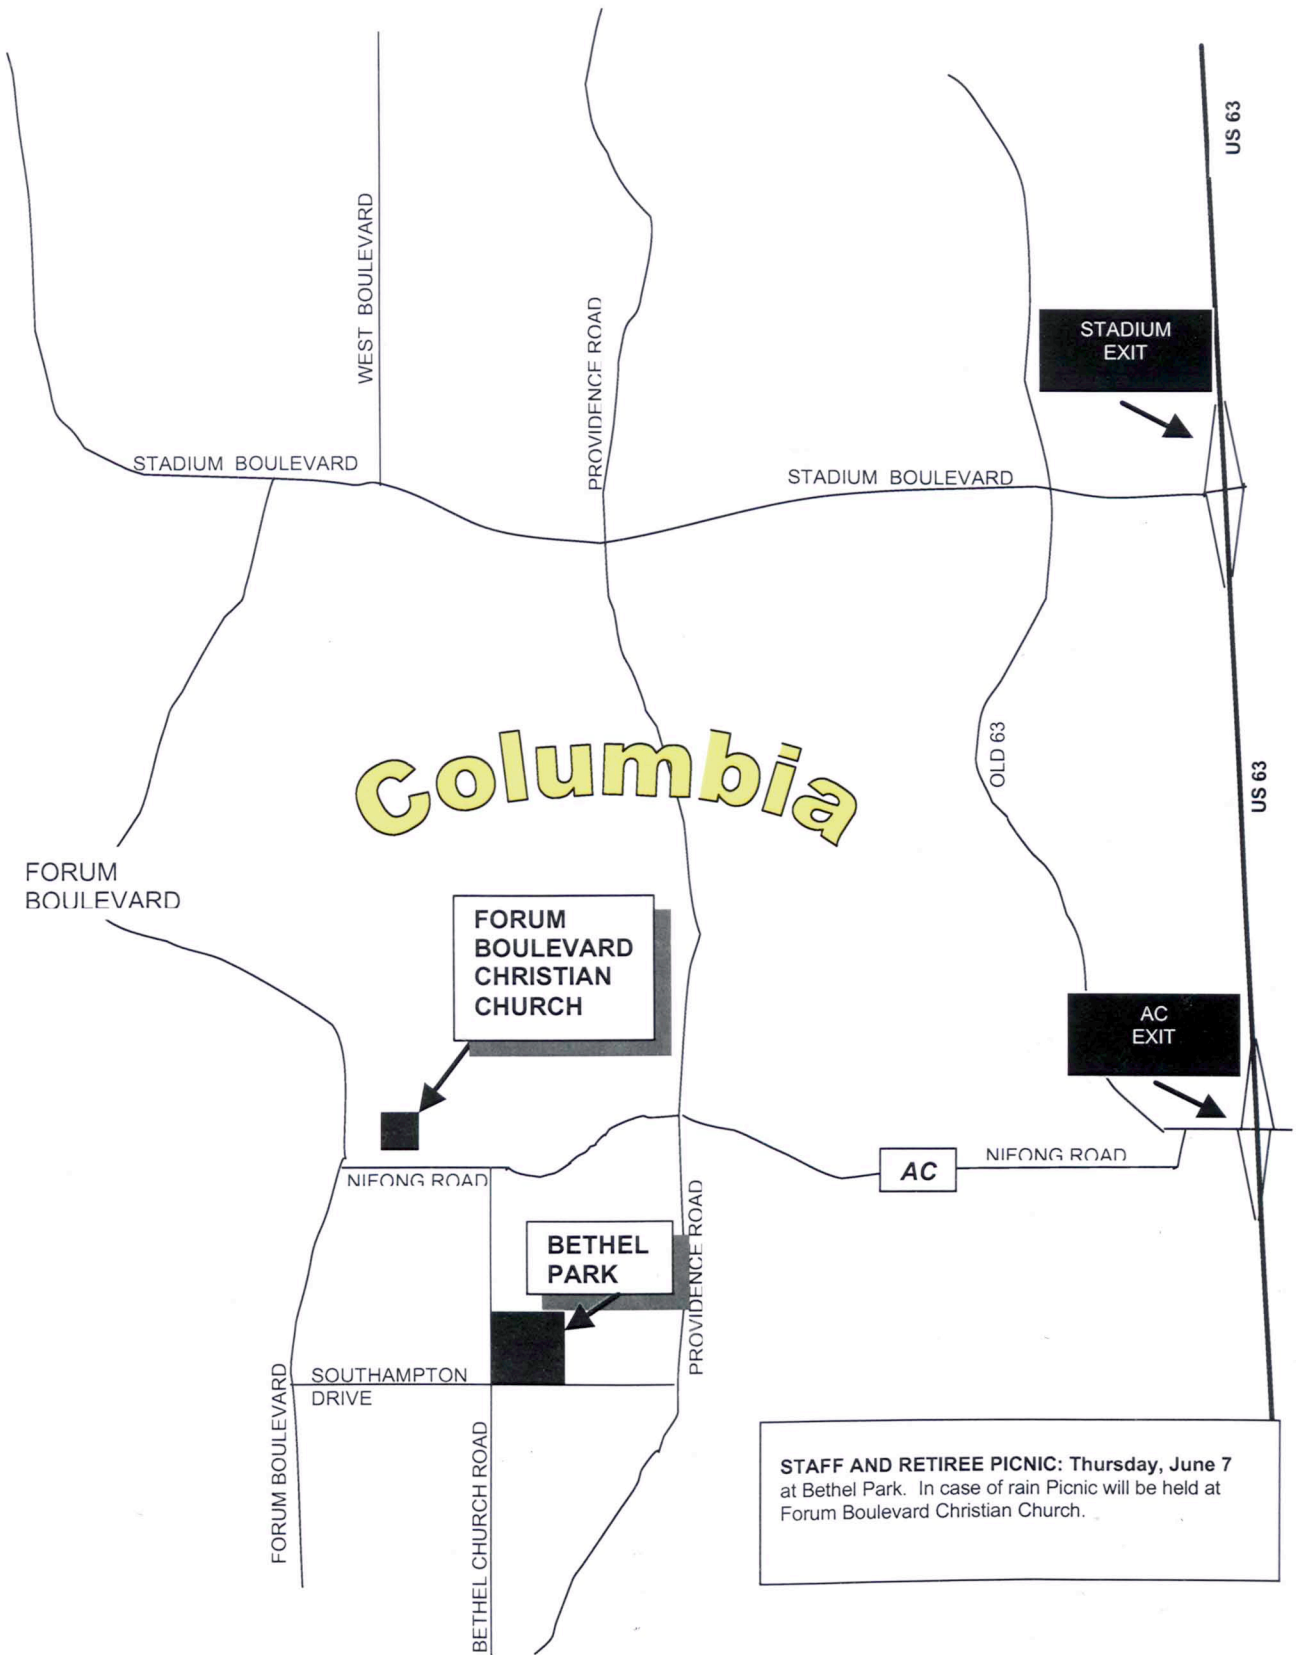 US 63
WEST BOULEVARD
PROVIDENCE ROAD
STADIUM
EXIT
STADIUM BOULEVARD
STADIUM BOULEVARD
Columbia
OLD 63
US 63
FORUM
BOULEVARD
FORUM
BOULEVARD
CHRISTIAN
CHURCH
AC
EXIT
NIFONG ROAD
AC
NIFONG ROAD
PROVIDENCE ROAD
BETHEL
PARK
FORUM BOULEVARD
SOUTHAMPTON
DRIVE
BETHEL CHURCH ROAD
STAFF AND RETIREE PICNIC: Thursday, June 7
at Bethel Park. In case of rain Picnic will be held at
Forum Boulevard Christian Church.